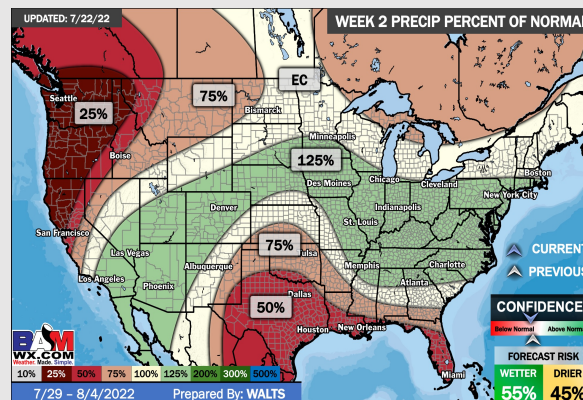 UPDATED: 7/22/22
WEEK 2 PRECIP PERCENT OF NORMA
EC
75%
Seattle
25%
Bismarck
Minneapolis
125%
Boise
Boston
Chicago
Cleveland
Des Moines
New York City
Denver
Indianapolis
St. Louis
San Francisco
75%
Las Vegas
Tulsa
CURRENT
Albuquerque
Memphis
Charlotte
Los Angeles
PREVIOUS
Phoenix
Atlanta
Dallas
50%
CONFIDENCE
Houston
New Orleans
Below Normal
Above Norm
BAM
WX.COM
Weather. Made. Simple.
FORECAST RISK
10% 25% 50% 75% 100% 125% 200% 300% 500%
Miami
WETTER
DRIER
55%
45%
7/29 – 8/4/2022
Prepared By: WALTS